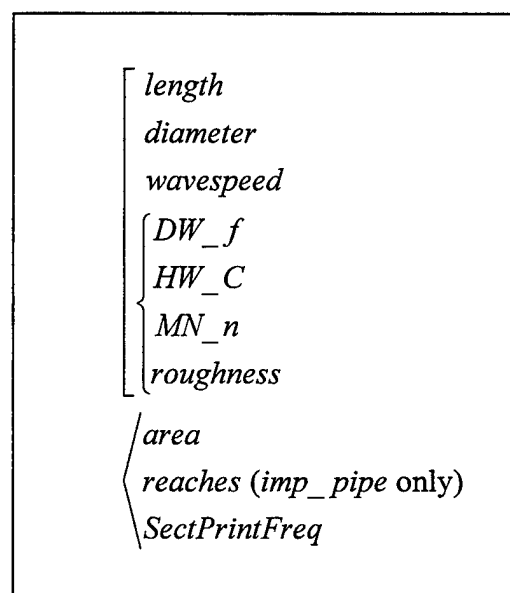 length
diameter
wavespeed
DW_f
HW_C
MN_n
roughness
area
reaches (imp_pipe only)
SectPrintFreq